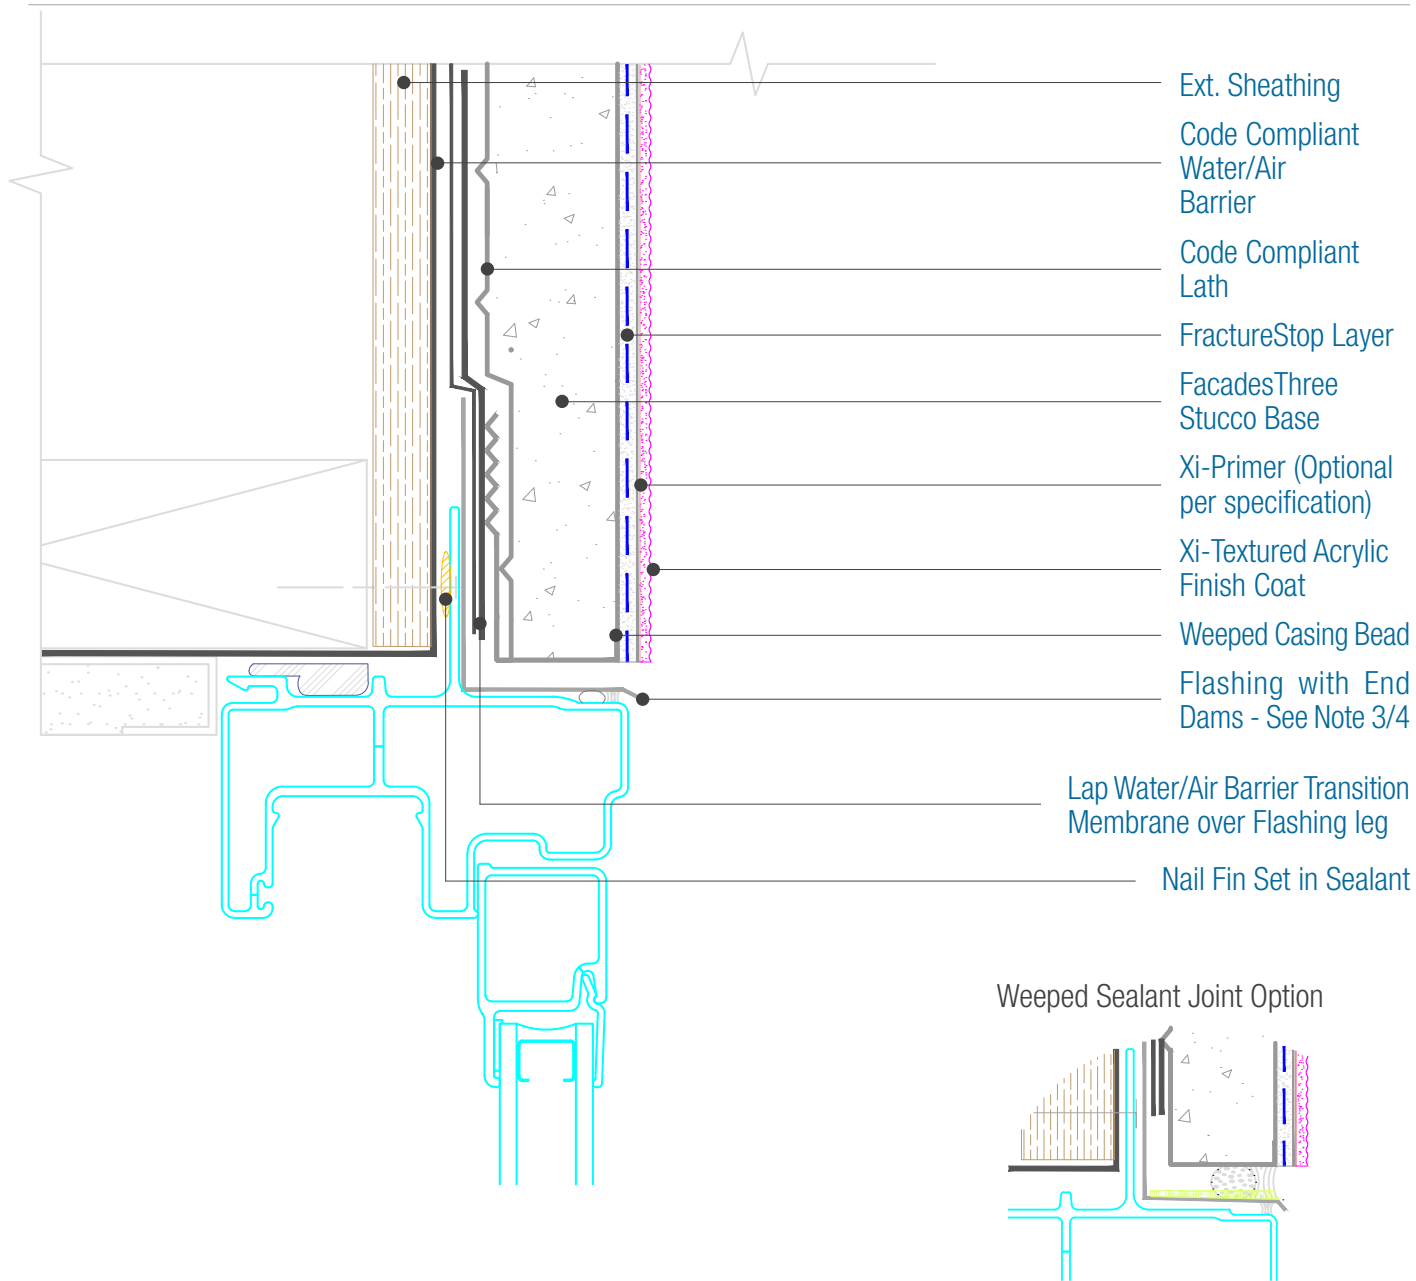 Ext. Sheathing
Code Compliant
Water/Air
Barrier
Code Compliant
Lath
FractureStop Layer
FacadesThree
Stucco Base
Xi-Primer (Optional
per specification)
Xi-Textured Acrylic
Finish Coat
Weeped Casing Bead
Flashing with End
Dams - See Note 3/4
Lap Water/Air Barrier Transition
Membrane over Flashing leg
Nail Fin Set in Sealant
Weeped Sealant Joint Option